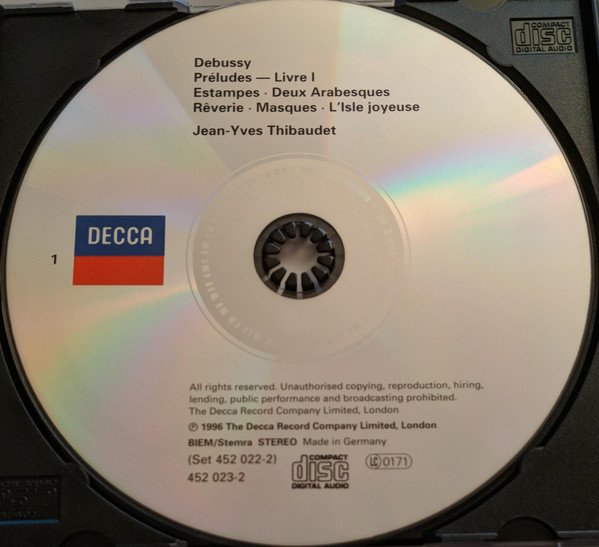 COMPACT
disc
DIGITAL AUDIO
Debussy
Préludes — Livre I
Estampes · Deux Arabesques
Rêverie · Masques · L'Isle joyeuse
Jean-Yves Thibaudet
DECCA
1
All rights reserved. Unauthorised copying, reproduction, hiring,
lending, public performance and broadcasting prohibited.
The Decca Record Company Limited, London
℗ 1996 The Decca Record Company Limited, London
BIEM/Stemra STEREO Made in Germany
(Set 452 022-2)
452 023-2
COMPACT
disc
DIGITAL AUDIO
LC 0171